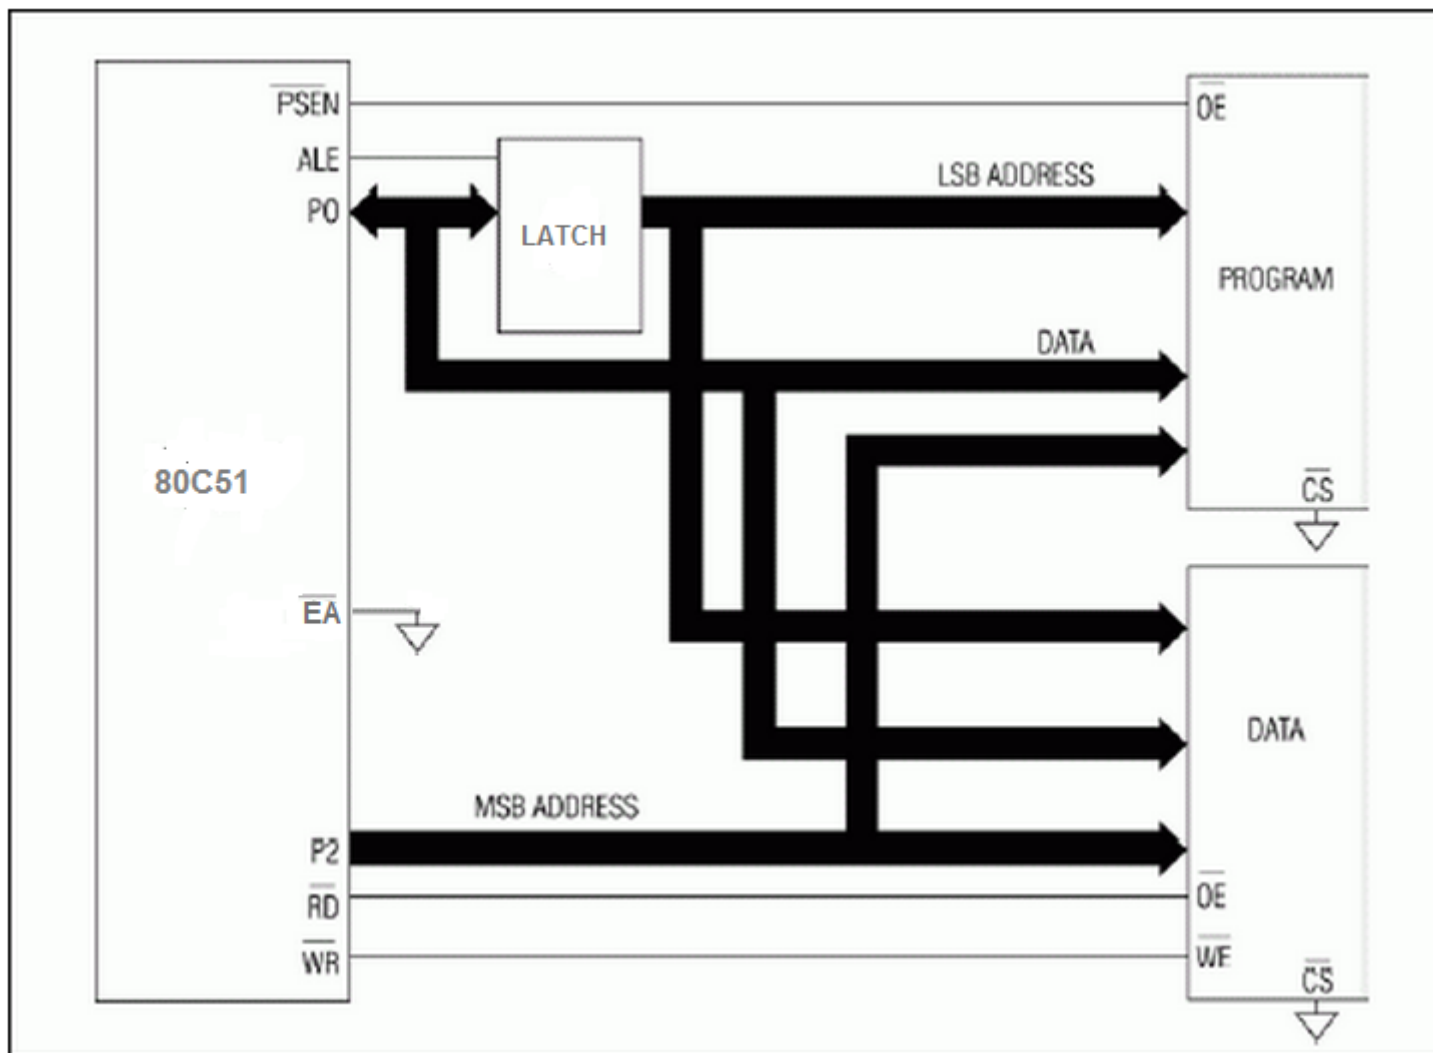 PSEN
OE
ALE
LSB ADDRESS
P0
LATCH
PROGRAM
DATA
80C51
CS
EA
DATA
MSB ADDRESS
P2
RD
OE
WR
WE
CS